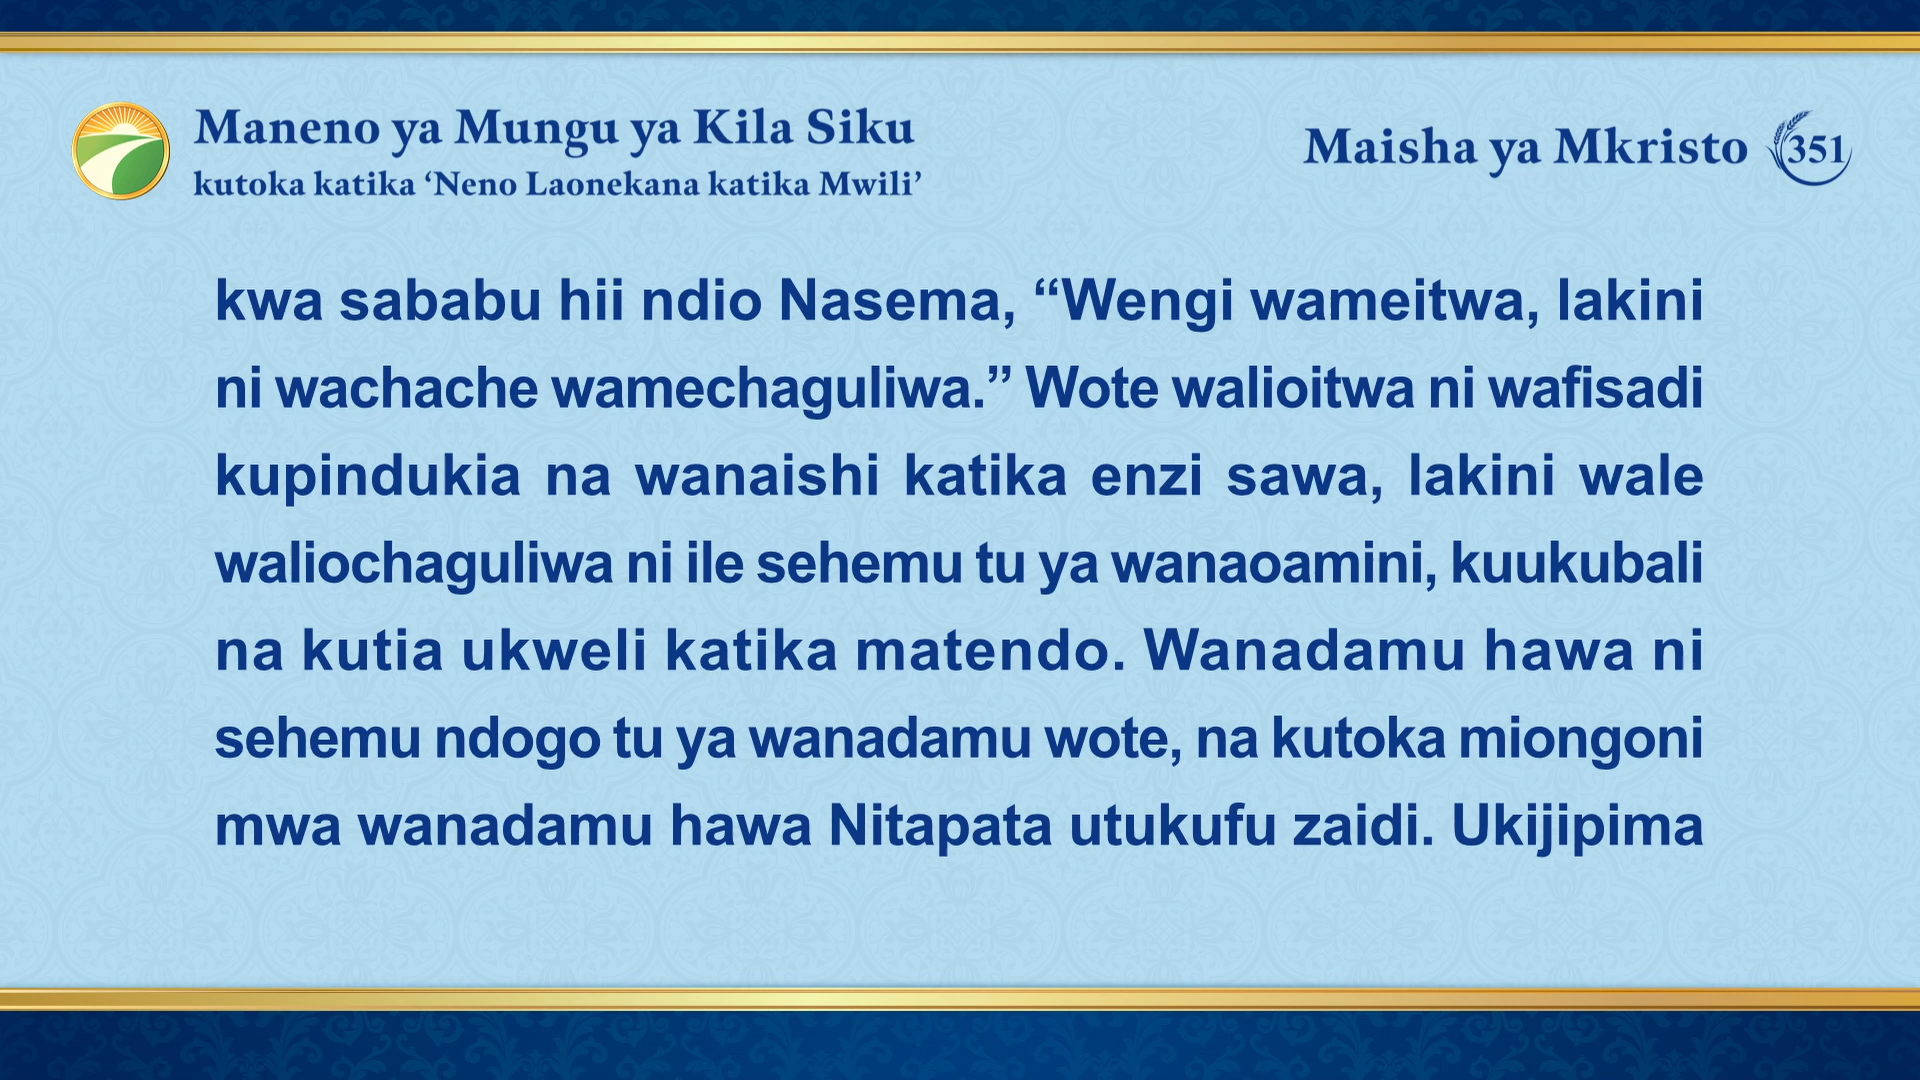 Maneno ya Mungu ya Kila Siku
kutoka katika ‘Neno Laonekana katika Mwili’
Maisha ya Mkristo 351
kwa sababu hii ndio Nasema, “Wengi wameitwa, lakini
ni wachache wamechaguliwa.” Wote walioitwa ni wafisadi
kupindukia na wanaishi katika enzi sawa, lakini wale
waliochaguliwa ni ile sehemu tu ya wanaoamini, kuukubali
na kutia ukweli katika matendo. Wanadamu hawa ni
sehemu ndogo tu ya wanadamu wote, na kutoka miongoni
mwa wanadamu hawa Nitapata utukufu zaidi. Ukijipima